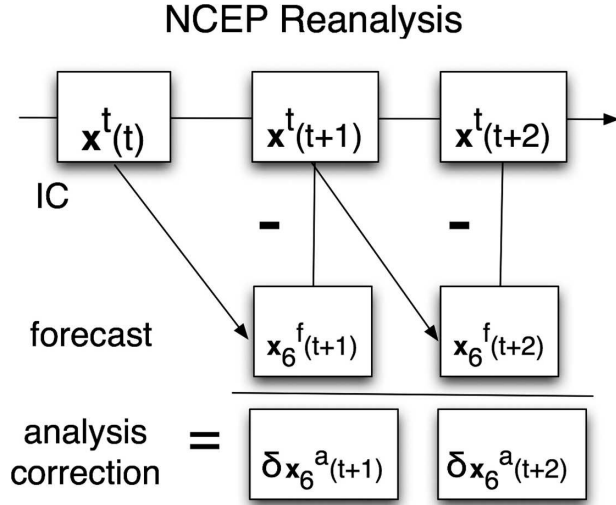 NCEP Reanalysis
x^t(t) x^t(t+1) x^t(t+2)
IC
- -
forecast x_6^f(t+1) x_6^f(t+2)
analysis
correction = δx_6^a(t+1) δx_6^a(t+2)